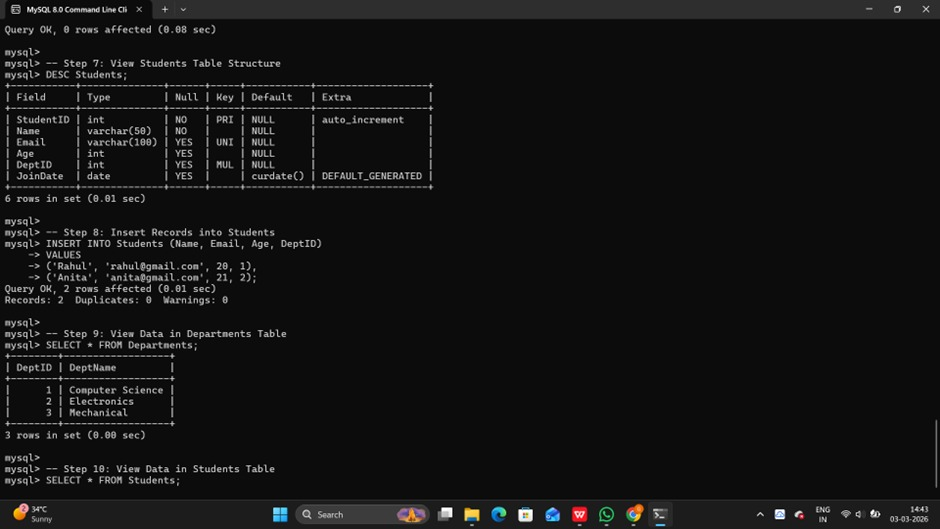 MySQL 8.0 Command Line Cli
Query OK, 0 rows affected (0.08 sec)
mysql>
mysql> -- Step 7: View Students Table Structure
mysql> DESC Students;
+-----------+--------------+------+-----+-----------+-------------------+
| Field     | Type         | Null | Key | Default   | Extra             |
+-----------+--------------+------+-----+-----------+-------------------+
| StudentID | int          | NO   | PRI | NULL      | auto_increment    |
| Name      | varchar(50)  | NO   |     | NULL      |                   |
| Email     | varchar(100) | YES  | UNI | NULL      |                   |
| Age       | int          | YES  |     | NULL      |                   |
| DeptID    | int          | YES  | MUL | NULL      |                   |
| JoinDate  | date         | YES  |     | curdate() | DEFAULT_GENERATED |
+-----------+--------------+------+-----+-----------+-------------------+
6 rows in set (0.01 sec)
mysql>
mysql> -- Step 8: Insert Records into Students
mysql> INSERT INTO Students (Name, Email, Age, DeptID)
    -> VALUES
    -> ('Rahul', 'rahul@gmail.com', 20, 1),
    -> ('Anita', 'anita@gmail.com', 21, 2);
Query OK, 2 rows affected (0.01 sec)
Records: 2  Duplicates: 0  Warnings: 0
mysql>
mysql> -- Step 9: View Data in Departments Table
mysql> SELECT * FROM Departments;
+--------+------------------+
| DeptID | DeptName         |
+--------+------------------+
|      1 | Computer Science |
|      2 | Electronics      |
|      3 | Mechanical       |
+--------+------------------+
3 rows in set (0.00 sec)
mysql>
mysql> -- Step 10: View Data in Students Table
mysql> SELECT * FROM Students;
2
34°C
Sunny
Search
ENG
IN
14:43
03-03-2026